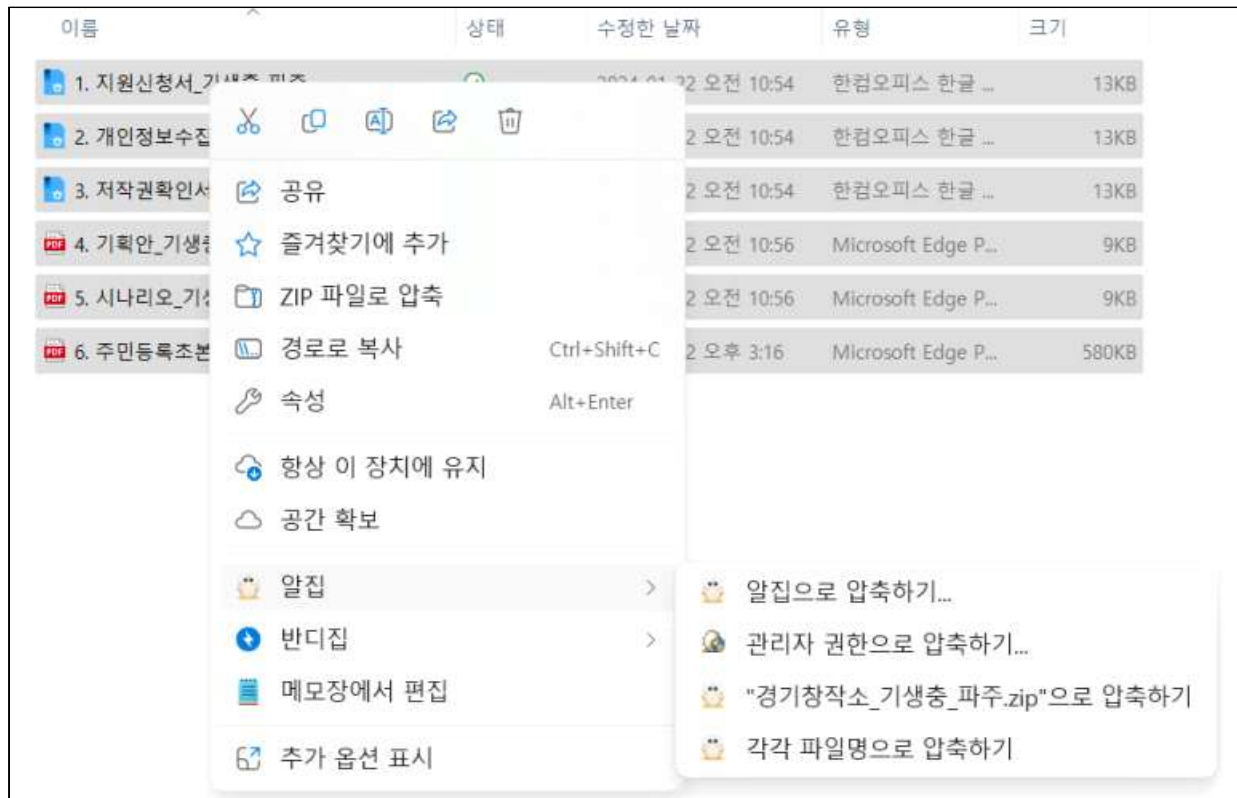 이름 상태 수정한 날짜 유형 크기
1. 지원신청서_기생충_파주 2024-01-22 오전 10:54 한컴오피스 한글 ... 13KB
2. 개인정보수집 2 오전 10:54 한컴오피스 한글 ... 13KB
3. 저작권확인서 2 오전 10:54 한컴오피스 한글 ... 13KB
4. 기획안_기생충 2 오전 10:56 Microsoft Edge P... 9KB
5. 시나리오_기생 2 오전 10:56 Microsoft Edge P... 9KB
6. 주민등록초본 2 오후 3:16 Microsoft Edge P... 580KB
공유
즐겨찾기에 추가
ZIP 파일로 압축
경로로 복사 Ctrl+Shift+C
속성 Alt+Enter
항상 이 장치에 유지
공간 확보
알집
반디집
메모장에서 편집
추가 옵션 표시
알집으로 압축하기...
관리자 권한으로 압축하기...
"경기창작소_기생충_파주.zip"으로 압축하기
각각 파일명으로 압축하기